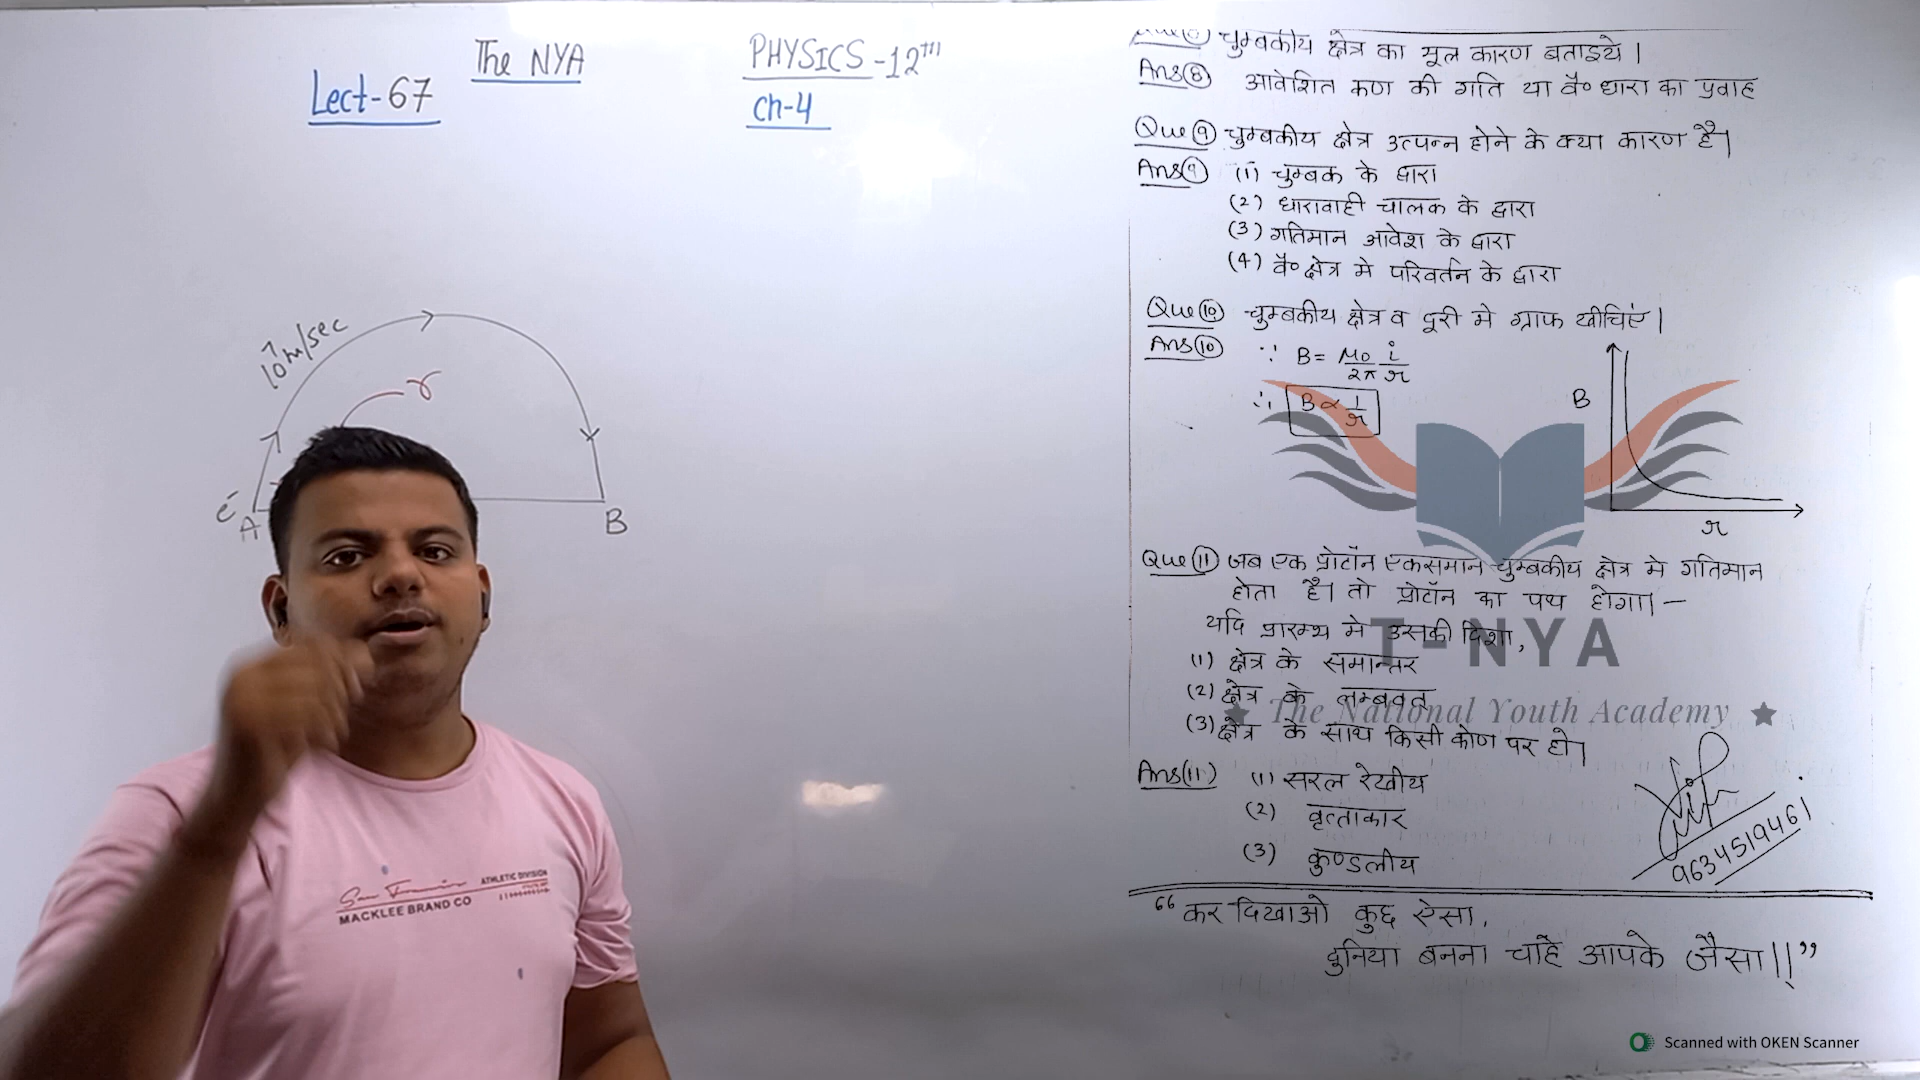 The NYA
PHYSICS-12TH
Lect-67
Ch-4
10⁷m/sec
r
e⁻
A
B
चुम्बकीय क्षेत्र का मूल कारण बताइये।
Ans(8) आवेशित कण की गति या वै॰ धारा का प्रवाह
Que(9) चुम्बकीय क्षेत्र उत्पन्न होने के क्या कारण है।
Ans(9) (1) चुम्बक के द्वारा
(2) धारावाही चालक के द्वारा
(3) गतिमान आवेश के द्वारा
(4) वै॰ क्षेत्र मे परिवर्तन के द्वारा
Que(10) चुम्बकीय क्षेत्र व दूरी मे ग्राफ खीचिएं।
Ans(10) ∵ B = μ₀/2π i/r
∴ B ∝ 1/r
B
r
Que(11) जब एक प्रोटॉन एकसमान चुम्बकीय क्षेत्र मे गतिमान
होता है। तो प्रोटॉन का पथ होगा।-
यदि प्रारम्भ मे उसकी दिशा,
(1) क्षेत्र के समान्तर
(2) क्षेत्र के लम्बवत
(3) क्षेत्र के साथ किसी कोण पर हो।
T-NYA
★ The National Youth Academy ★
Ans(11) (1) सरल रेखीय
(2) वृत्ताकार
(3) कुण्डलीय
9634519461
“कर दिखाओ कुछ ऐसा,
दुनिया बनना चाहे आपके जैसा।।”
ATHLETIC DIVISION
MACKLEE BRAND CO
Scanned with OKEN Scanner